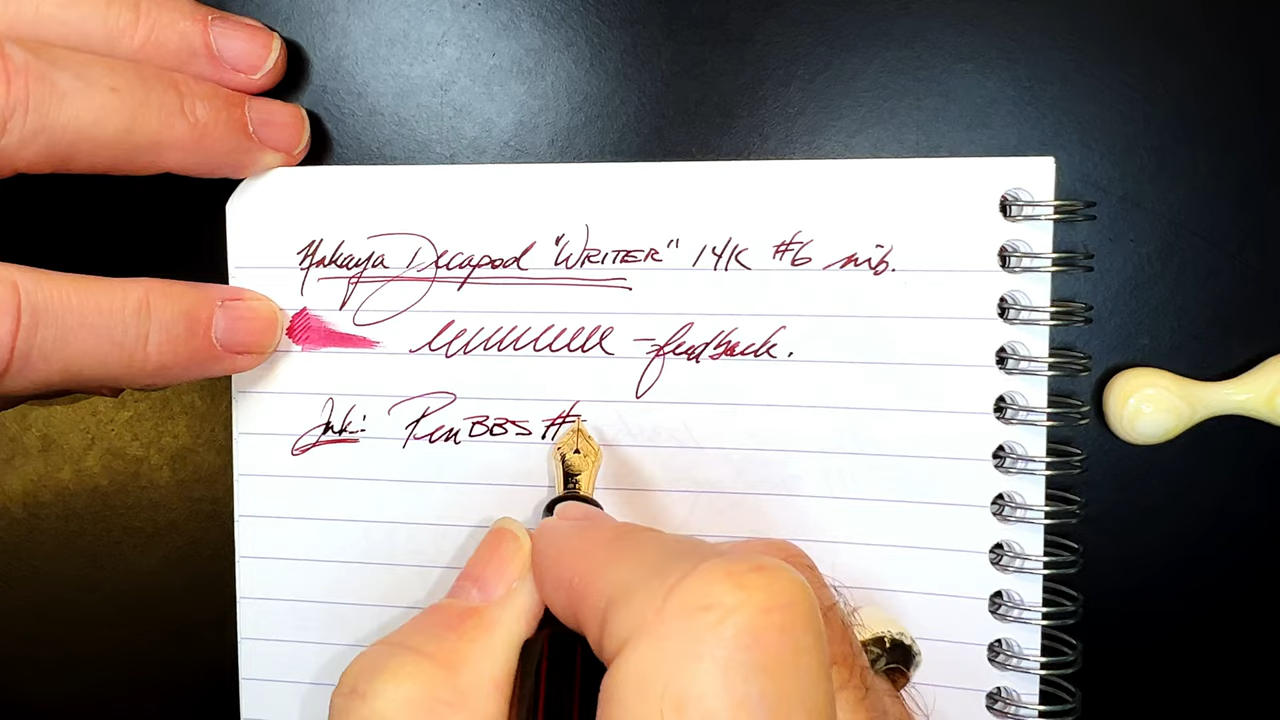 Nakaya Decapod "WRITER" 14K #6 nib.
- feedback.
Ink: PenBBS #